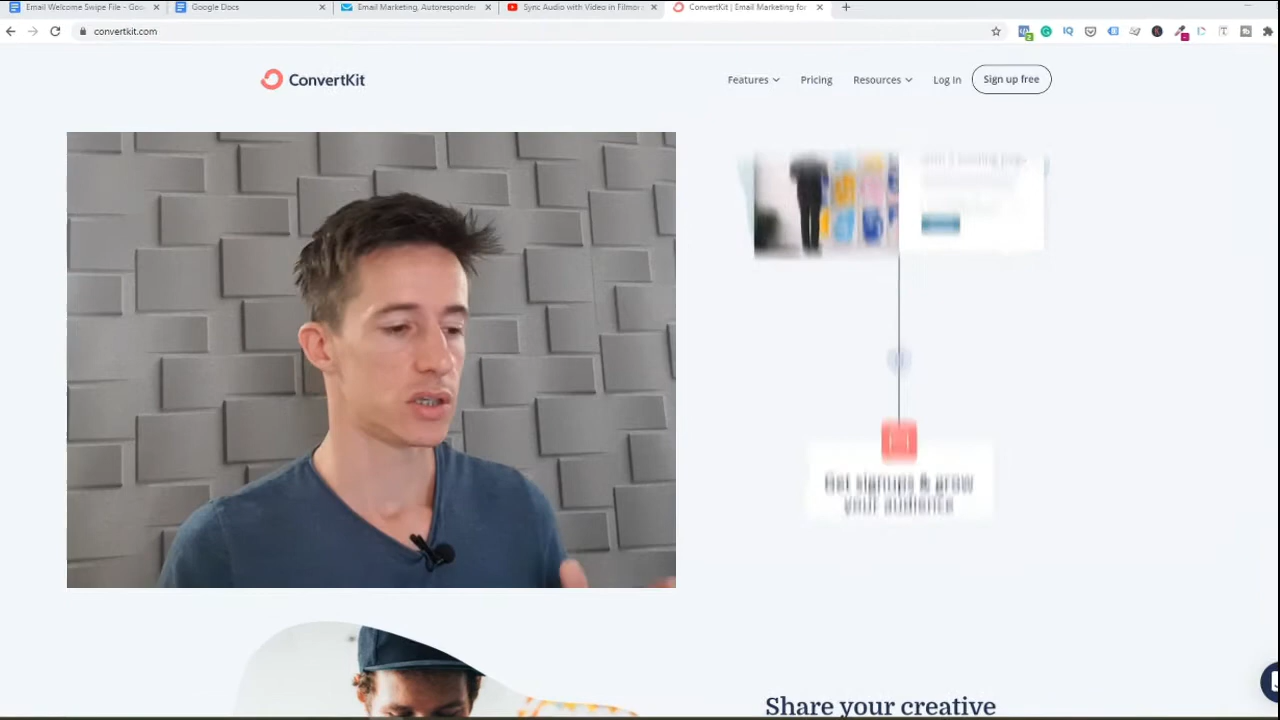 Email Welcome Swipe File - Goo
Google Docs
Email Marketing, Autoresponde
Sync Audio with Video in Filmor
ConvertKit | Email Marketing for
convertkit.com
ConvertKit
Features
Pricing
Resources
Log In
Sign up free
Get signups & grow
your audience
Share your creative